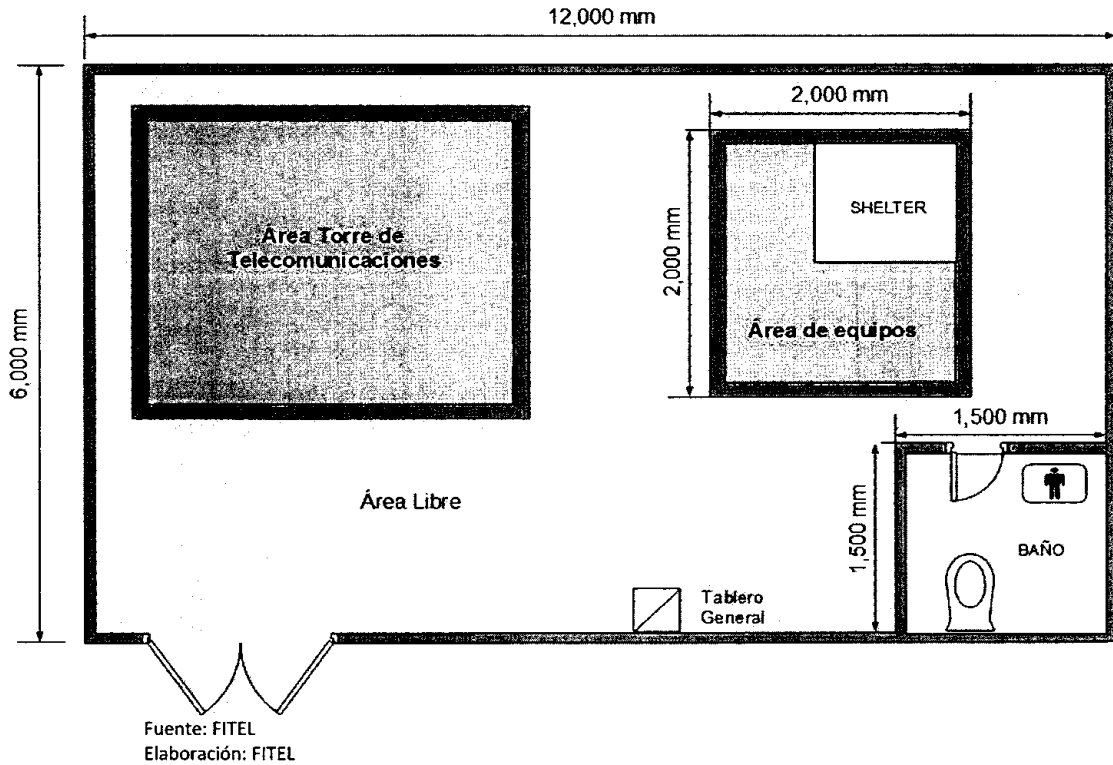 12,000 mm
2,000 mm
SHELTER
Área Torre de
Telecomunicaciones
2,000 mm
6,000 mm
Área de equipos
1,500 mm
Área Libre
1,500 mm
BAÑO
Tablero
General
Fuente: FITEL
Elaboración: FITEL